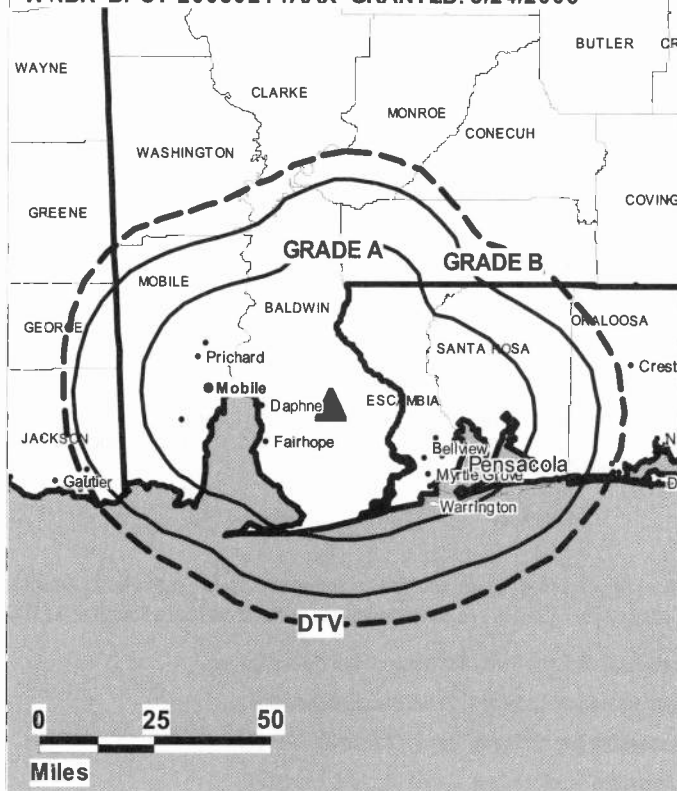 GRANTED:
BUTLER
WAYNE
CLARKE
MONROE
CONECUH
WASHINGTON
COVING
GREENE
GRADE A
GRADE B
MOBILE
BALDWIN
OKALOOSA
GEORGE
SANTA ROSA
Prichard
Crest
Mobile
ESCAMBIA
Daphne
JACKSON
Fairhope
Bellview
Pensacola
Gautier
Myrtle Grove
Warrington
DTV
0 25 50
Miles